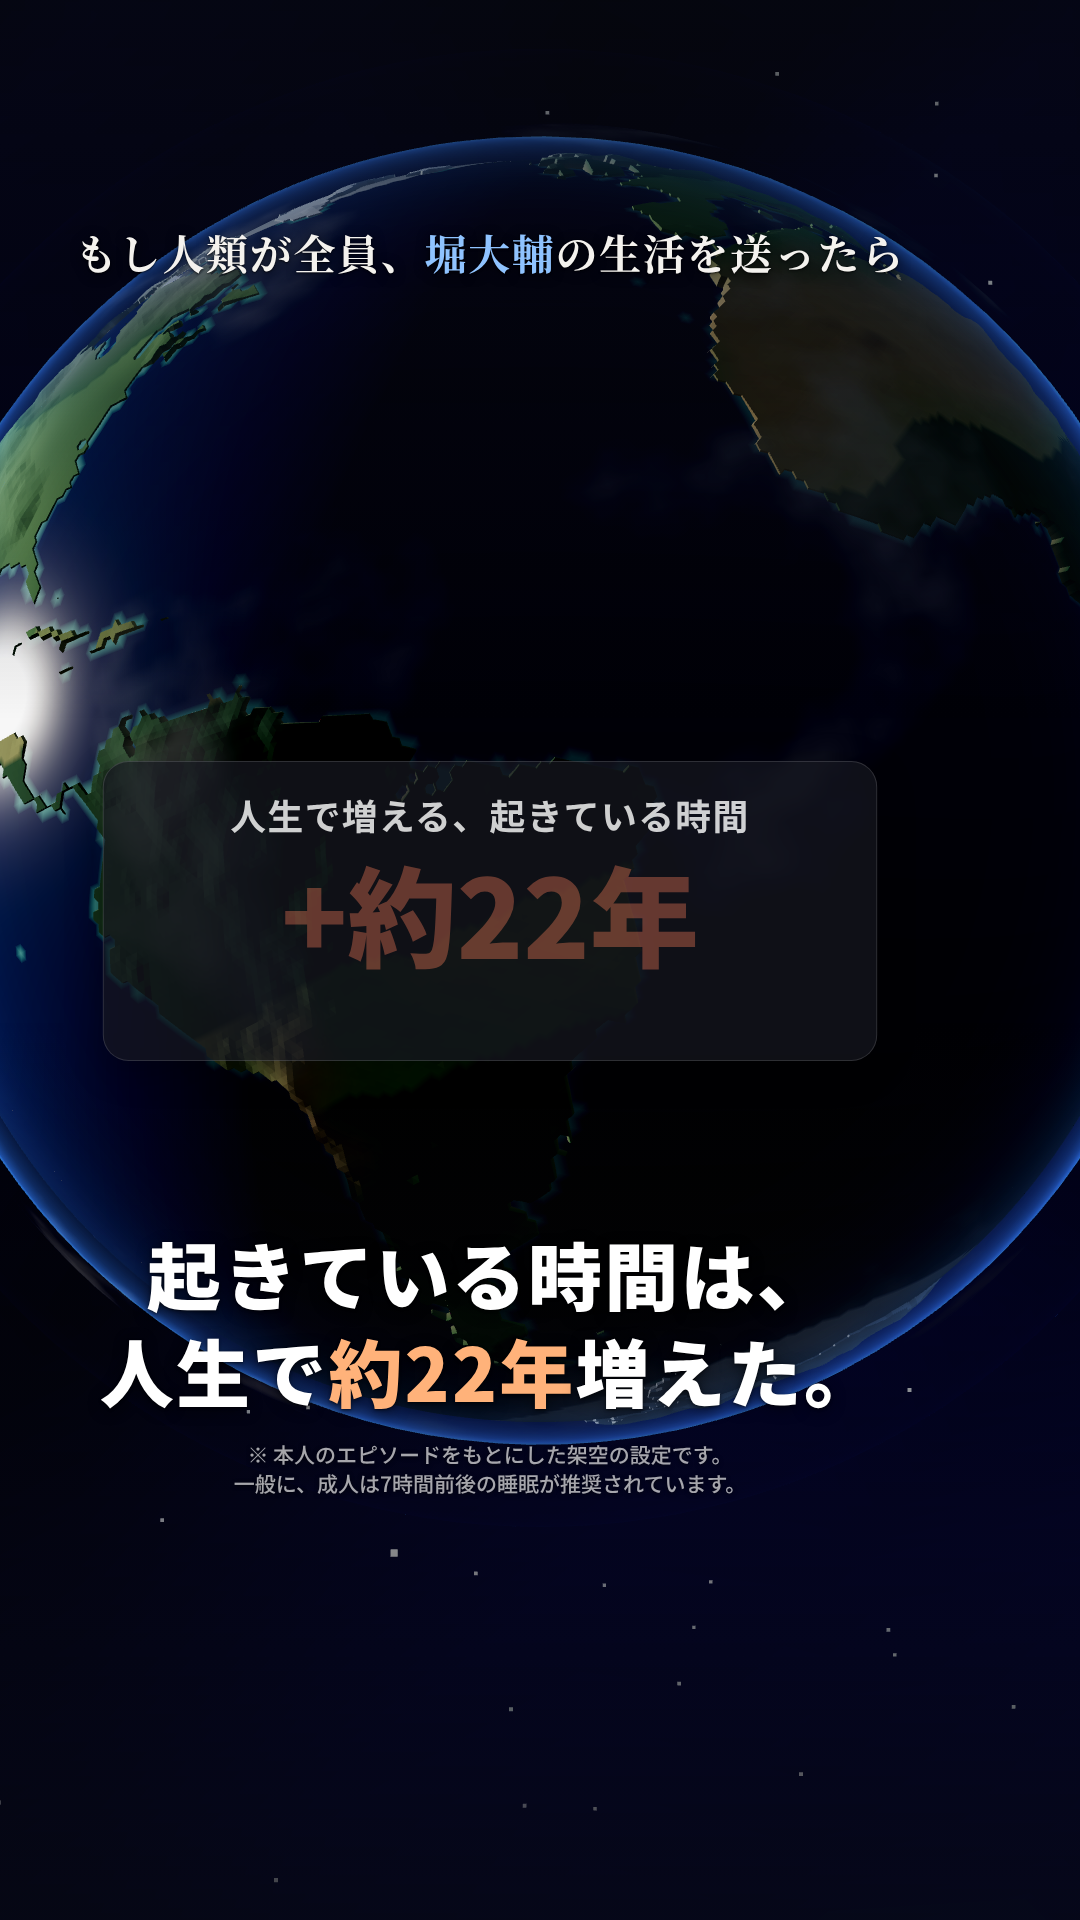 もし人類が全員、堀大輔の生活を送ったら
人生で増える、起きている時間
+約22年
起きている時間は、
人生で約22年増えた。
※ 本人のエピソードをもとにした架空の設定です。
一般に、成人は7時間前後の睡眠が推奨されています。